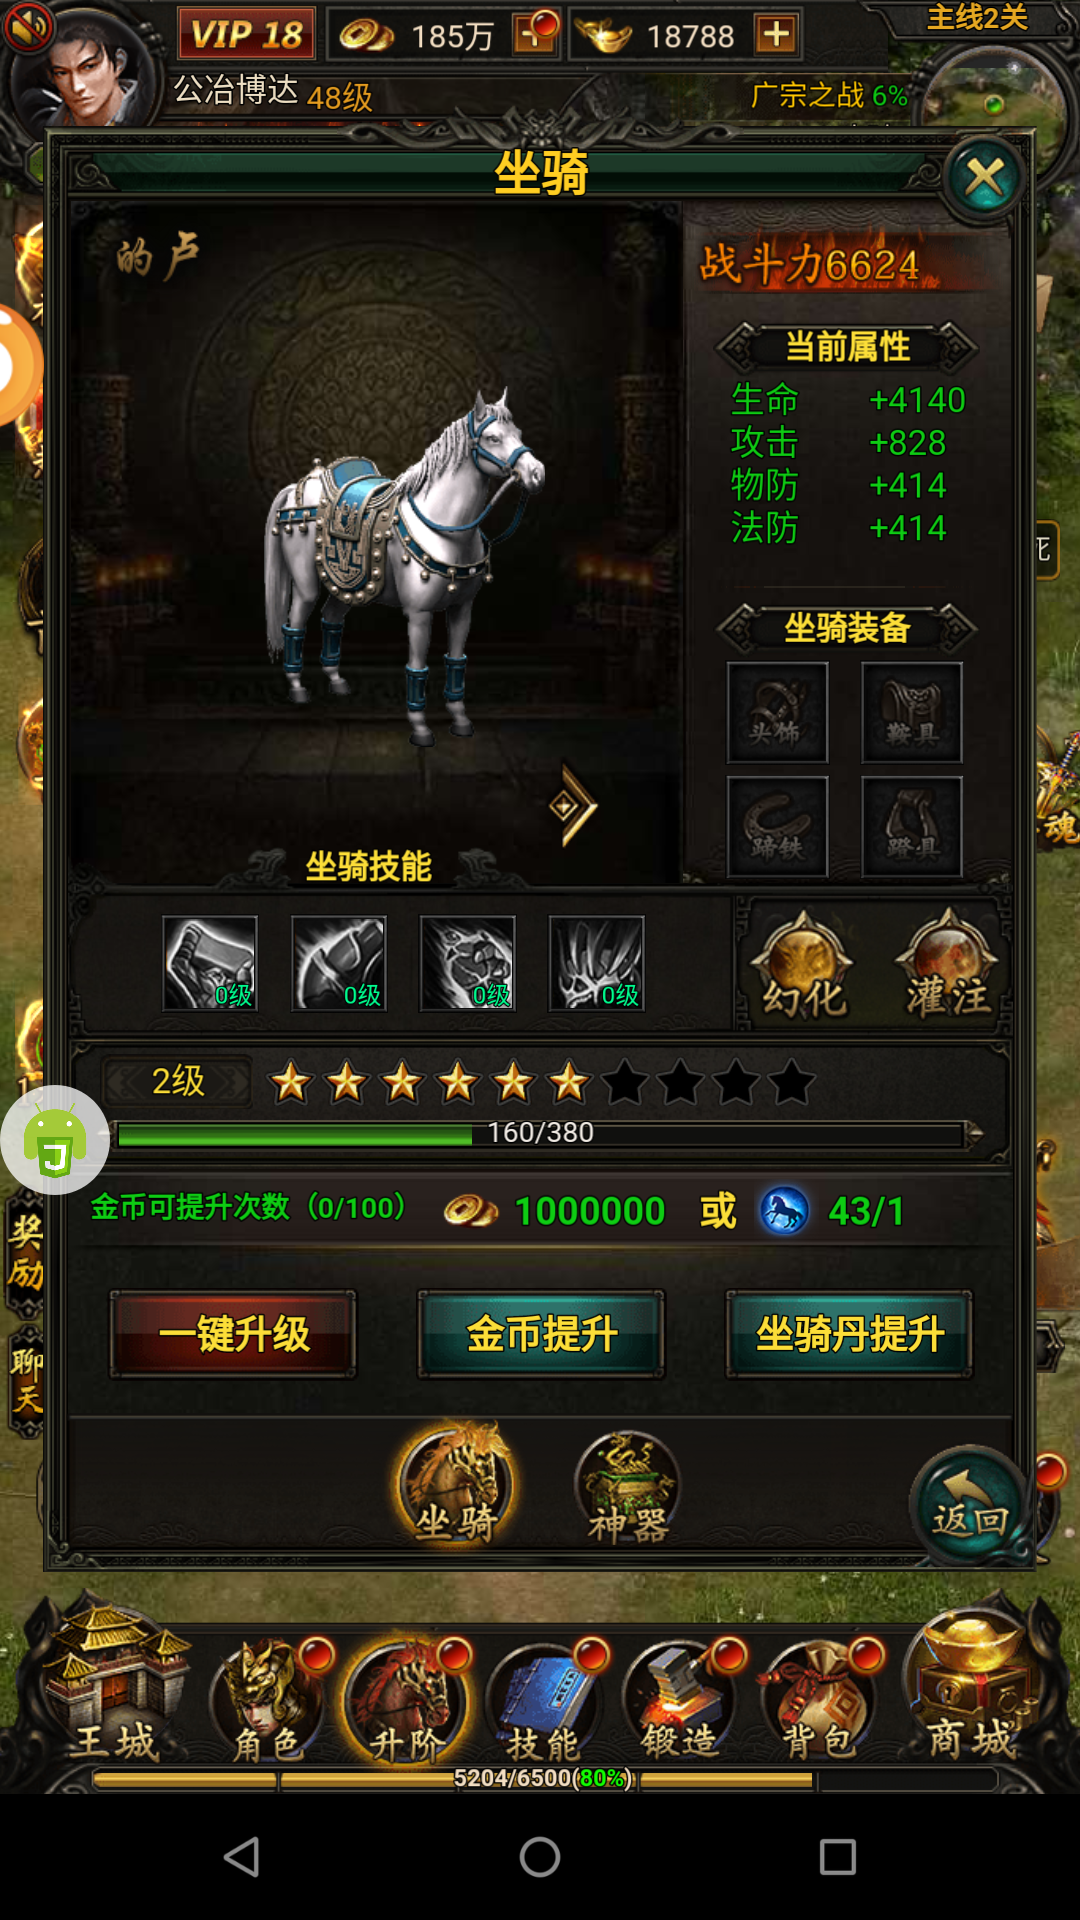 主线2关
VIP 18
185万
18788
公冶博达 48级
广宗之战 6%
坐骑
的卢
战斗力6624
当前属性
生命 +4140
攻击 +828
物防 +414
法防 +414
死
坐骑装备
头饰
鞍具
蹄铁
蹬具
魂
坐骑技能
0级
0级
0级
0级
幻化
灌注
2级
160/380
金币可提升次数（0/100） 1000000 或 43/1
奖励
聊天
一键升级
金币提升
坐骑丹提升
坐骑
神器
返回
王城
角色
升阶
技能
锻造
背包
商城
5204/6500(80%)